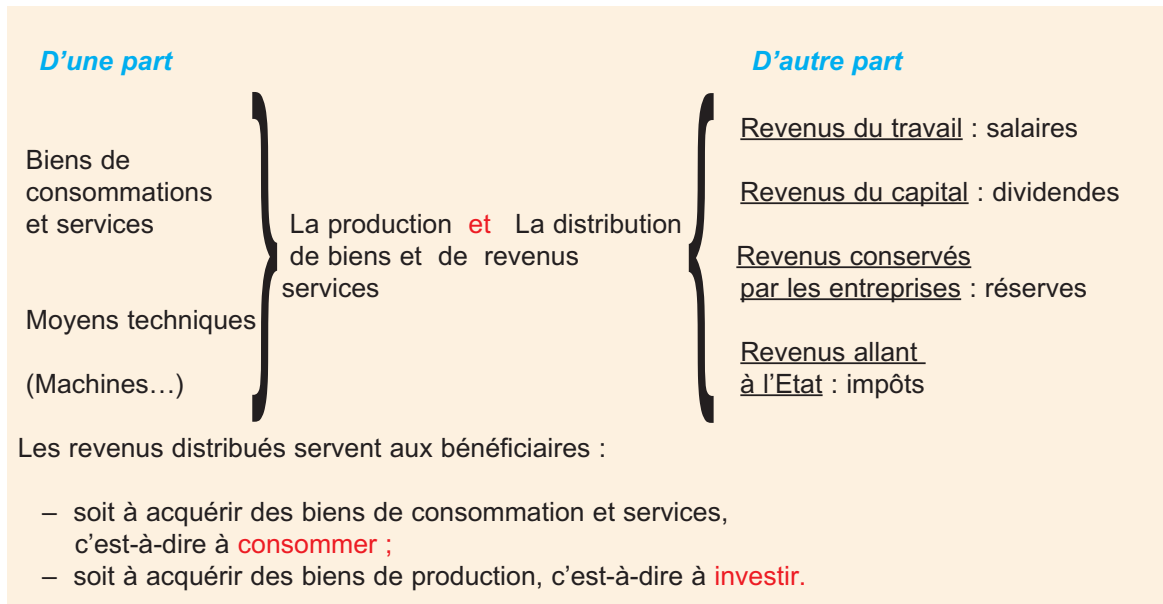 D'une part
Biens de
consommations
et services
Moyens techniques
(Machines…)
La production et La distribution
de biens et de revenus
services
D'autre part
Revenus du travail : salaires
Revenus du capital : dividendes
Revenus conservés
par les entreprises : réserves
Revenus allant
à l'Etat : impôts
Les revenus distribués servent aux bénéficiaires :
– soit à acquérir des biens de consommation et services,
c'est-à-dire à consommer ;
– soit à acquérir des biens de production, c'est-à-dire à investir.